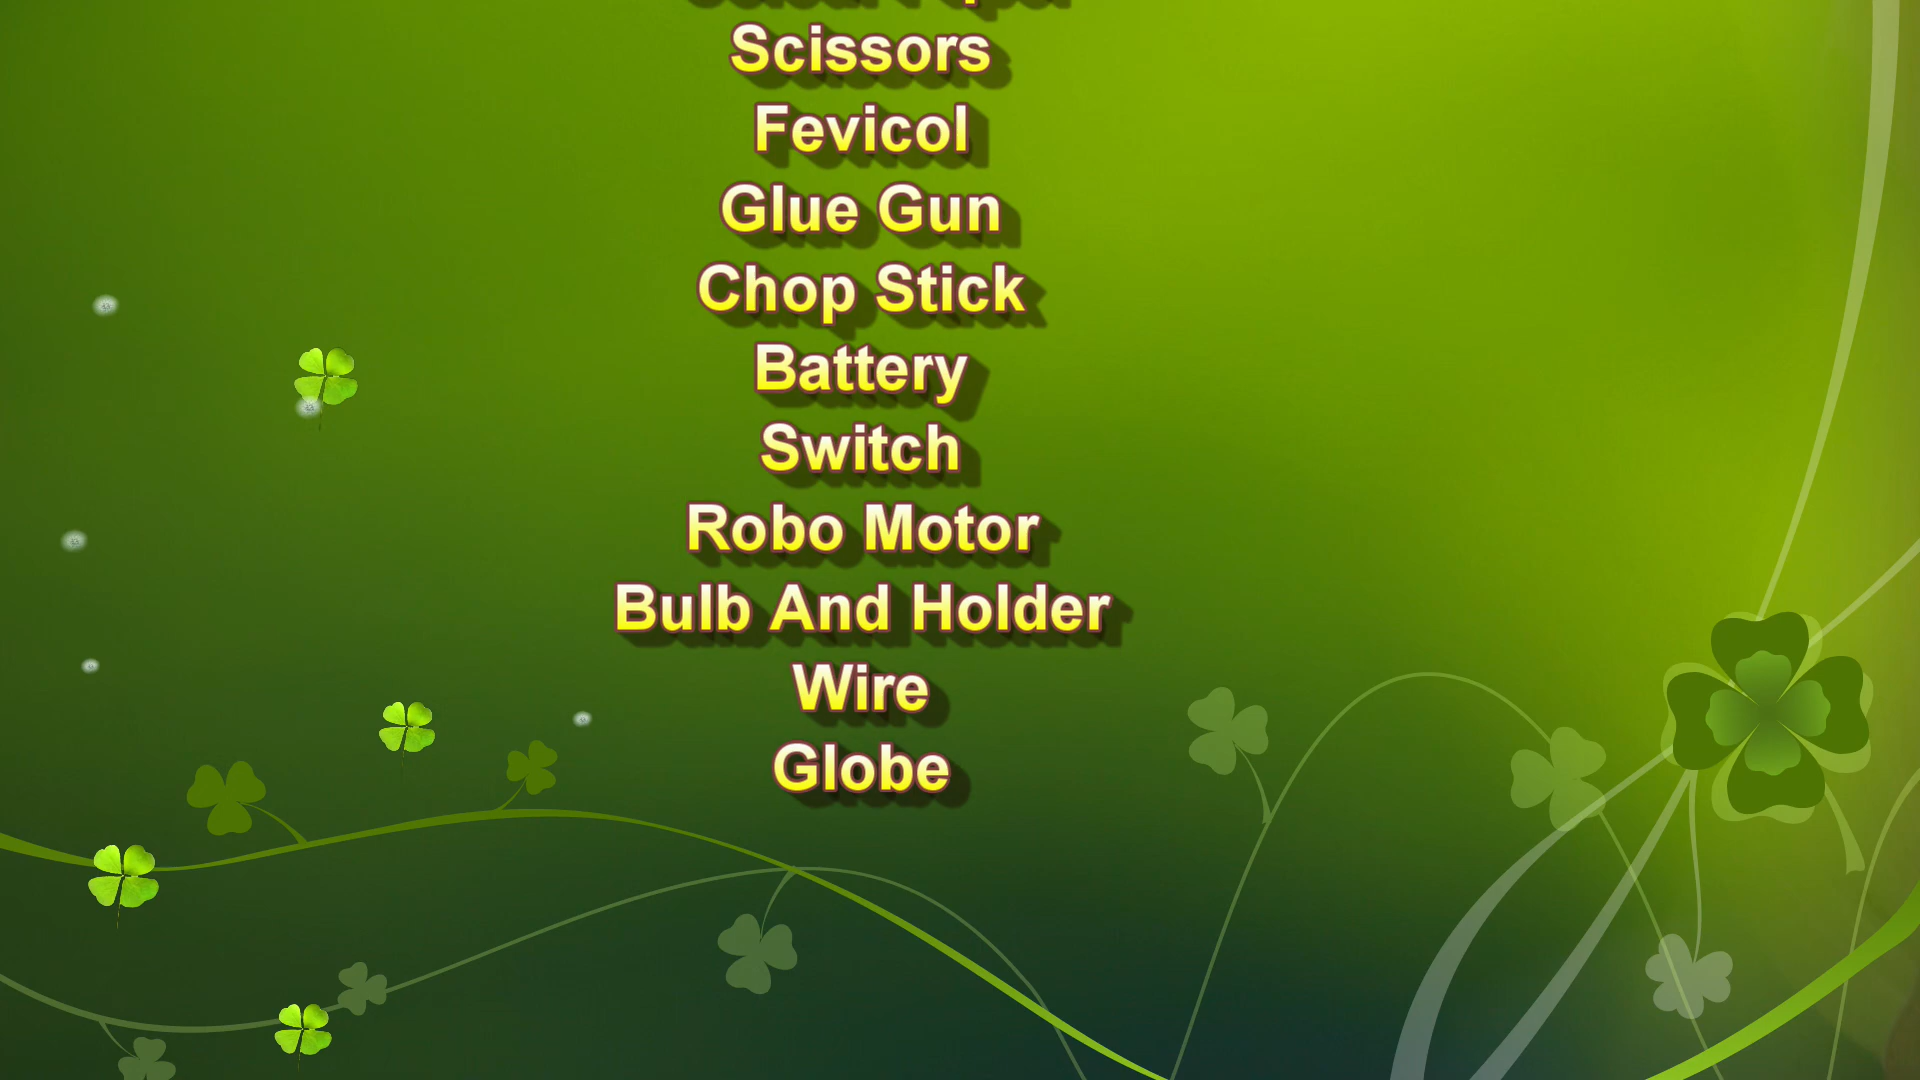 Scissors
Fevicol
Glue Gun
Chop Stick
Battery
Switch
Robo Motor
Bulb And Holder
Wire
Globe